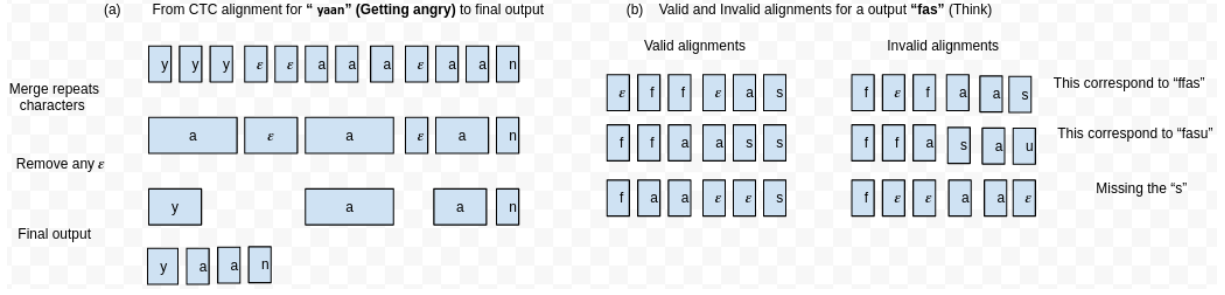 (a) From CTC alignment for “ yaan” (Getting angry) to final output
y y y ε ε a a a ε a a n
Merge repeats
characters
a ε a ε a n
Remove any ε
y a a n
Final output
y a a n
(b) Valid and Invalid alignments for a output “fas” (Think)
Valid alignments
ε f f ε a s
f f a a s s
f a a ε ε s
Invalid alignments
f ε f a a s This correspond to “ffas”
f f a s a u This correspond to “fasu”
f ε ε a a ε Missing the “s”